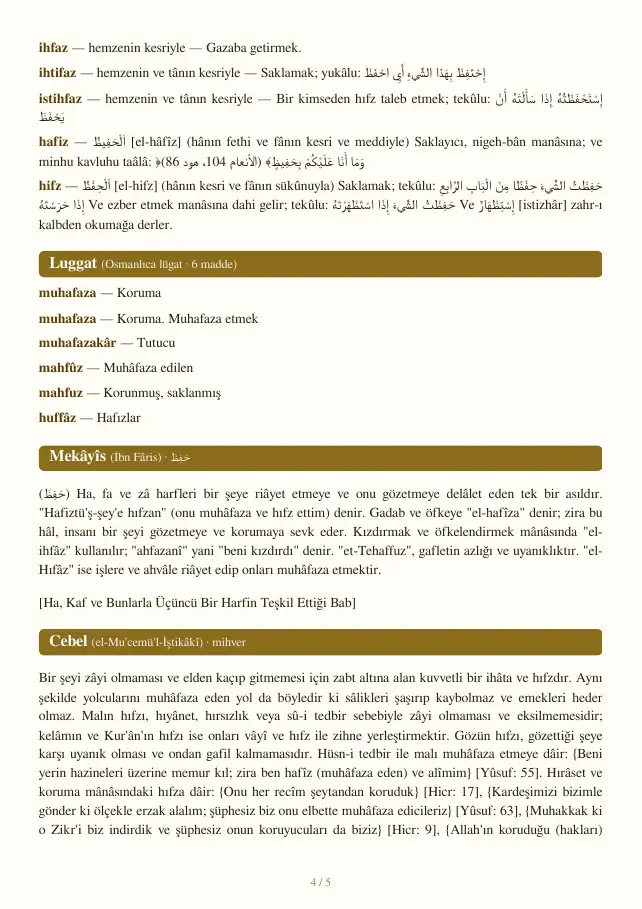 ihfaz — hemzenin kesriyle — Gazaba getirmek.
ihtifaz — hemzenin ve tânın kesriyle — Saklamak; yukâlu: إِحْتَفِظْ بِهَذَا الشَّيءِ أَيِ احْفَظْ
istihfaz — hemzenin ve tânın kesriyle — Bir kimseden hıfz taleb etmek; tekûlu: إِسْتَحْفَظْتُهُ إِذَا سَأَلْتَهُ أَنْ
يَحْفَظَ
hafiz — اَلْحَفِيظُ [el-hâfîz] (hânın fethi ve fânın kesri ve meddiyle) Saklayıcı, nigeh-bân manâsına; ve
minhu kavluhu taâlâ: ﴿وَمَا أَنَا عَلَيْكُمْ بِحَفِيظٍ﴾ (الأنعام 104، هود 86)
hifz — اَلْحِفْظُ [el-hifz] (hânın kesri ve fânın sükûnuyla) Saklamak; tekûlu: حَفِظْتُ الشَّيءَ حِفْظًا مِنَ الْبَابِ الرَّابِعِ
إِذَا حَرَسْتَهُ Ve ezber etmek manâsına dahi gelir; tekûlu: حَفِظْتُ الشَّيءَ إِذَا اسْتَظْهَرْتَهُ Ve إِسْتِظْهَارٌ [istizhâr] zahr-ı
kalbden okumağa derler.
Luggat (Osmanlıca lügat · 6 madde)
muhafaza — Koruma
muhafaza — Koruma. Muhafaza etmek
muhafazakâr — Tutucu
mahfûz — Muhâfaza edilen
mahfuz — Korunmuş, saklanmış
huffâz — Hafızlar
Mekâyîs (İbn Fâris) · حَفِظَ
(حَفِظَ) Ha, fa ve zâ harfleri bir şeye riâyet etmeye ve onu gözetmeye delâlet eden tek bir asıldır.
"Hafiztü'ş-şey'e hıfzan" (onu muhâfaza ve hıfz ettim) denir. Gadab ve öfkeye "el-hafîza" denir; zira bu
hâl, insanı bir şeyi gözetmeye ve korumaya sevk eder. Kızdırmak ve öfkelendirmek mânâsında "el-
ihfâz" kullanılır; "ahfazanî" yani "beni kızdırdı" denir. "et-Tehaffuz", gafletin azlığı ve uyanıklıktır. "el-
Hıfâz" ise işlere ve ahvâle riâyet edip onları muhâfaza etmektir.
[Ha, Kaf ve Bunlarla Üçüncü Bir Harfin Teşkil Ettiği Bab]
Cebel (el-Mu'cemü'l-İştikâkî) · mihver
Bir şeyi zâyi olmaması ve elden kaçıp gitmemesi için zabt altına alan kuvvetli bir ihâta ve hıfzdır. Aynı
şekilde yolcularını muhâfaza eden yol da böyledir ki sâlikleri şaşırıp kaybolmaz ve emekleri heder
olmaz. Malın hıfzı, hıyânet, hırsızlık veya sû-i tedbir sebebiyle zâyi olmaması ve eksilmemesidir;
kelâmın ve Kur'ân'ın hıfzı ise onları vâyî ve hıfz ile zihne yerleştirmektir. Gözün hıfzı, gözettiği şeye
karşı uyanık olması ve ondan gafil kalmamasıdır. Hüsn-i tedbir ile malı muhâfaza etmeye dâir: {Beni
yerin hazineleri üzerine memur kıl; zira ben hafîz (muhâfaza eden) ve alîmim} [Yûsuf: 55]. Hırâset ve
koruma mânâsındaki hıfza dâir: {Onu her recîm şeytandan koruduk} [Hicr: 17], {Kardeşimizi bizimle
gönder ki ölçekle erzak alalım; şüphesiz biz onu elbette muhâfaza edicileriz} [Yûsuf: 63], {Muhakkak ki
o Zikr'i biz indirdik ve şüphesiz onun koruyucuları da biziz} [Hicr: 9], {Allah'ın koruduğu (hakları)
4 / 5